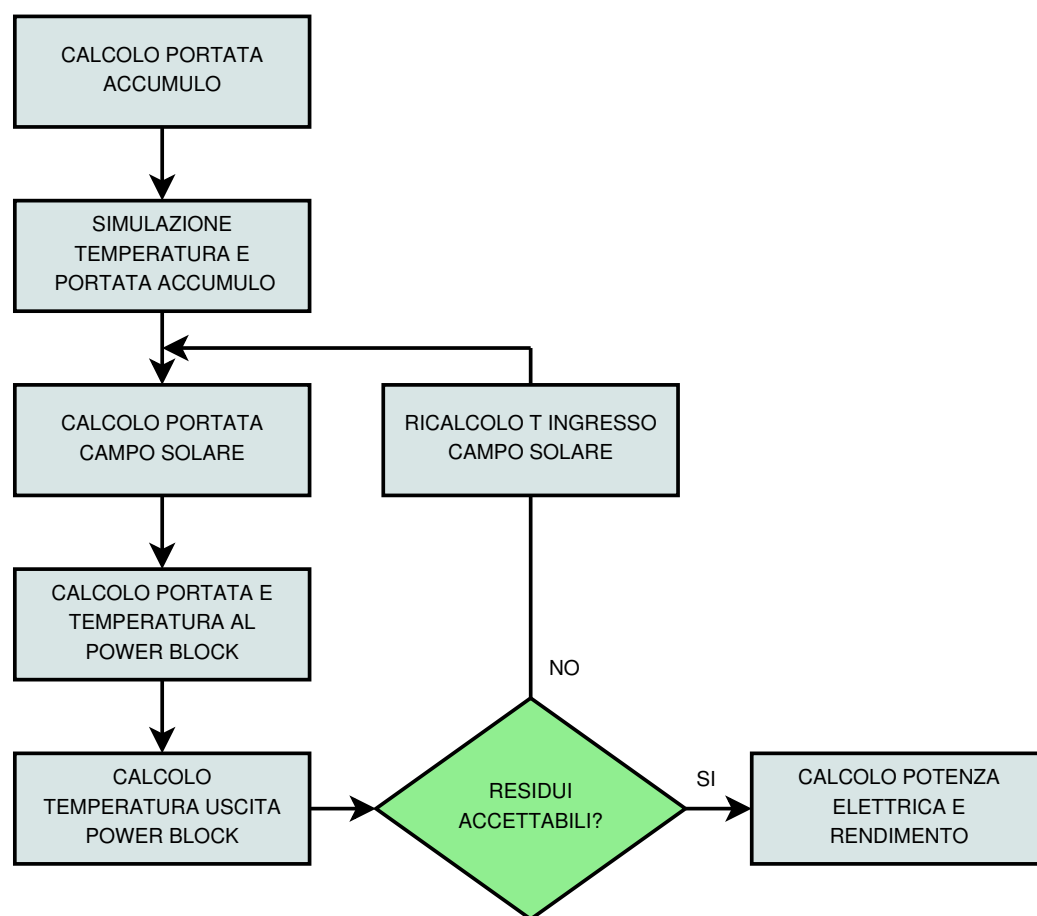 CALCOLO PORTATA
ACCUMULO
SIMULAZIONE
TEMPERATURA E
PORTATA ACCUMULO
CALCOLO PORTATA
CAMPO SOLARE
RICALCOLO T INGRESSO
CAMPO SOLARE
CALCOLO PORTATA E
TEMPERATURA AL
POWER BLOCK
NO
CALCOLO
TEMPERATURA USCITA
POWER BLOCK
RESIDUI
ACCETTABILI?
SI
CALCOLO POTENZA
ELETTRICA E
RENDIMENTO